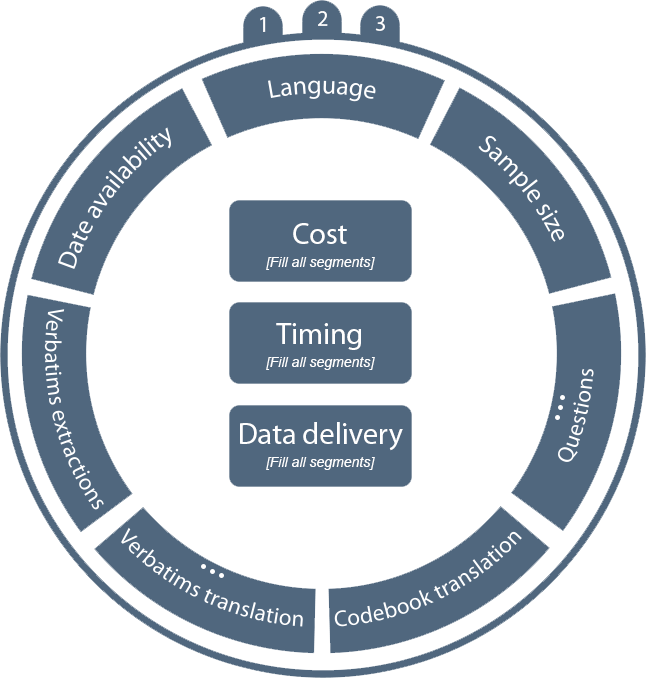 1
2
3
Language
Sample size
Questions
...
Codebook translation
Verbatims translation
...
Verbatims extractions
Date availability
Cost
[Fill all segments]
Timing
[Fill all segments]
Data delivery
[Fill all segments]